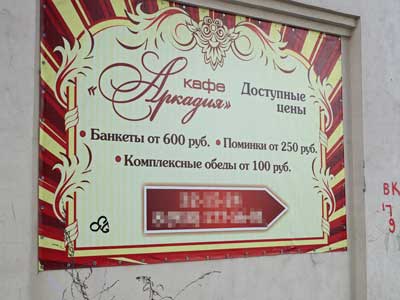 кафе
«Аркадия»
Доступные
цены
• Банкеты от 600 руб. • Поминки от 250 руб.
• Комплексные обеды от 100 руб.
ВК
17
9